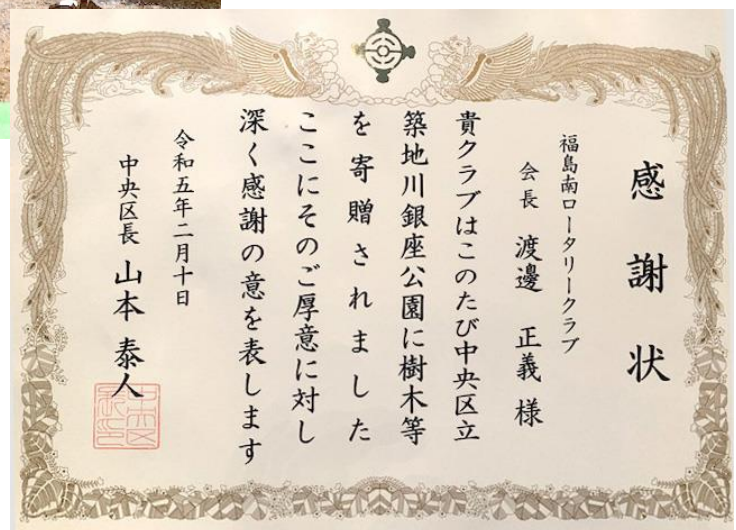 感謝状
福島南ロータリークラブ
会長 渡邊 正義 様
貴クラブはこのたび中央区立
築地川銀座公園に樹木等
を寄贈されました
ここにそのご厚意に対し
深く感謝の意を表します
令和五年二月十日
中央区長 山本 泰人